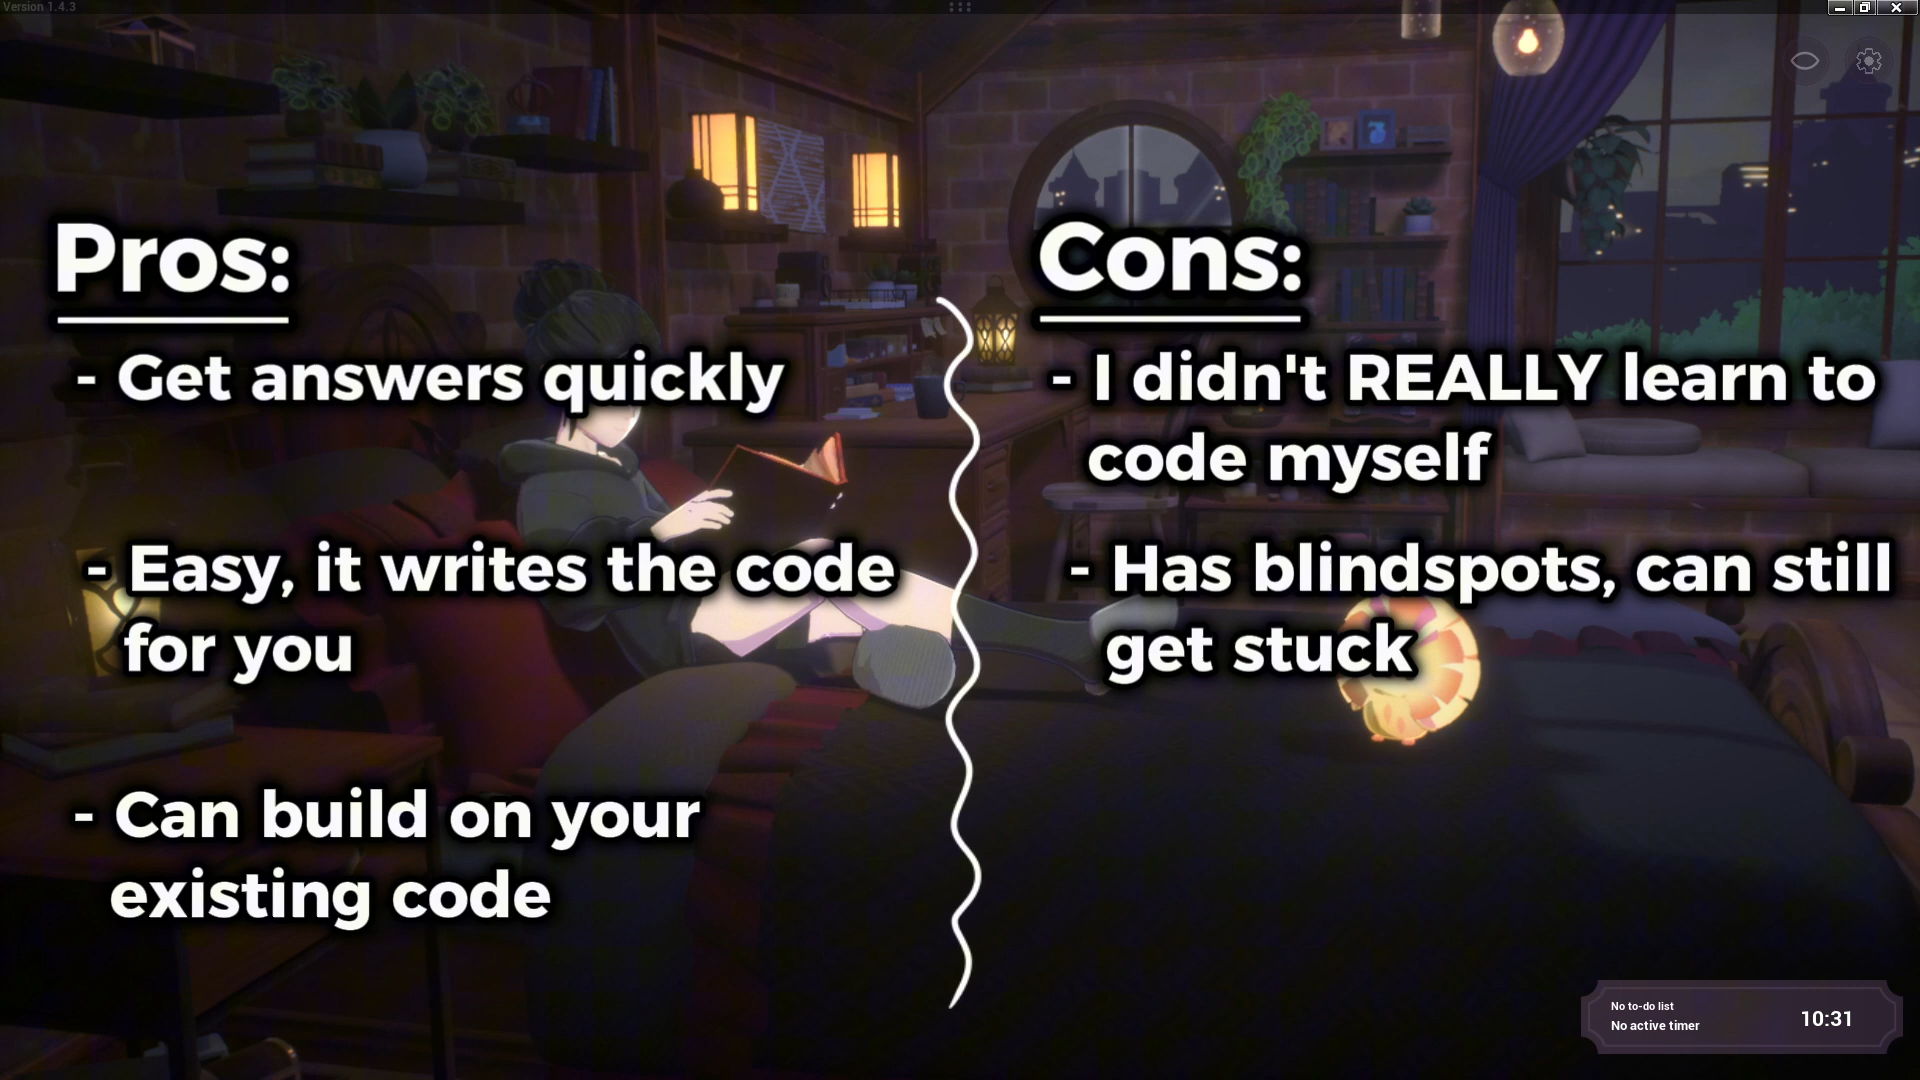 Version 1.4.3
Pros:
- Get answers quickly
- Easy, it writes the code
for you
- Can build on your
existing code
Cons:
- I didn't REALLY learn to
code myself
- Has blindspots, can still
get stuck
No to-do list
No active timer
10:31